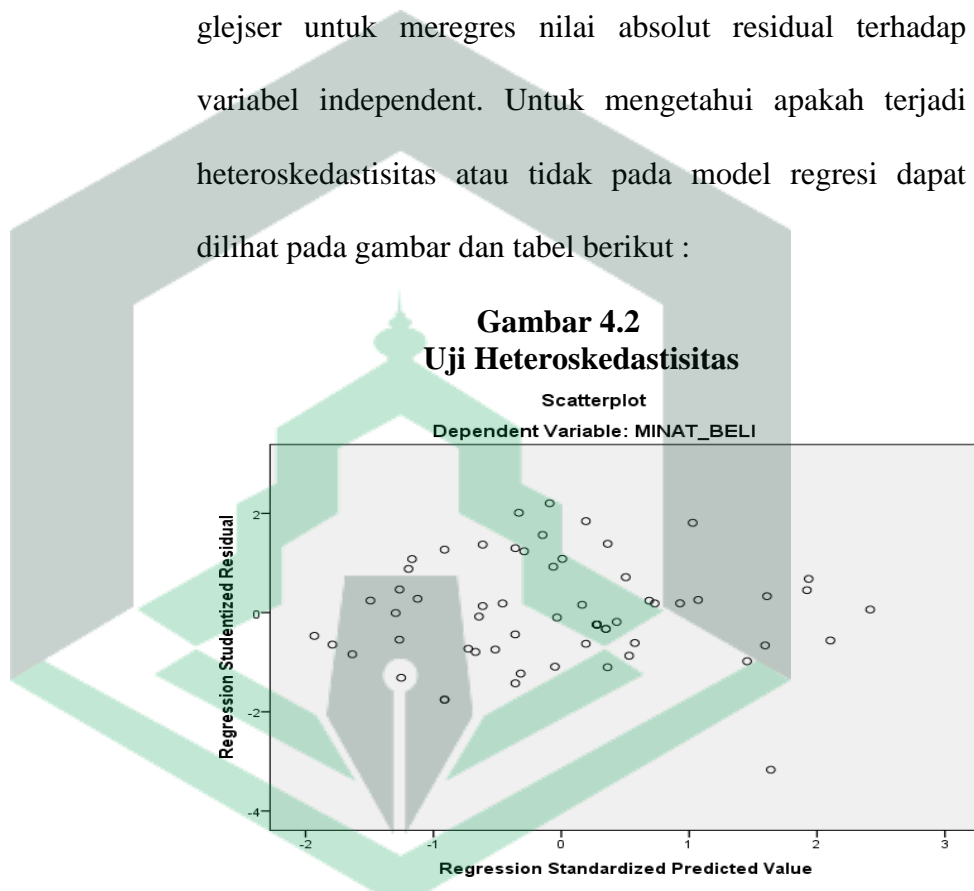 glejser untuk meregres nilai absolut residual terhadap
variabel independent. Untuk mengetahui apakah terjadi
heteroskedastisitas atau tidak pada model regresi dapat
dilihat pada gambar dan tabel berikut :
Gambar 4.2
Uji Heteroskedastisitas
Scatterplot
Dependent Variable: MINAT_BELI
Regression Studentized Residual
2
0
-2
-4
-2
-1
0
1
2
3
Regression Standardized Predicted Value